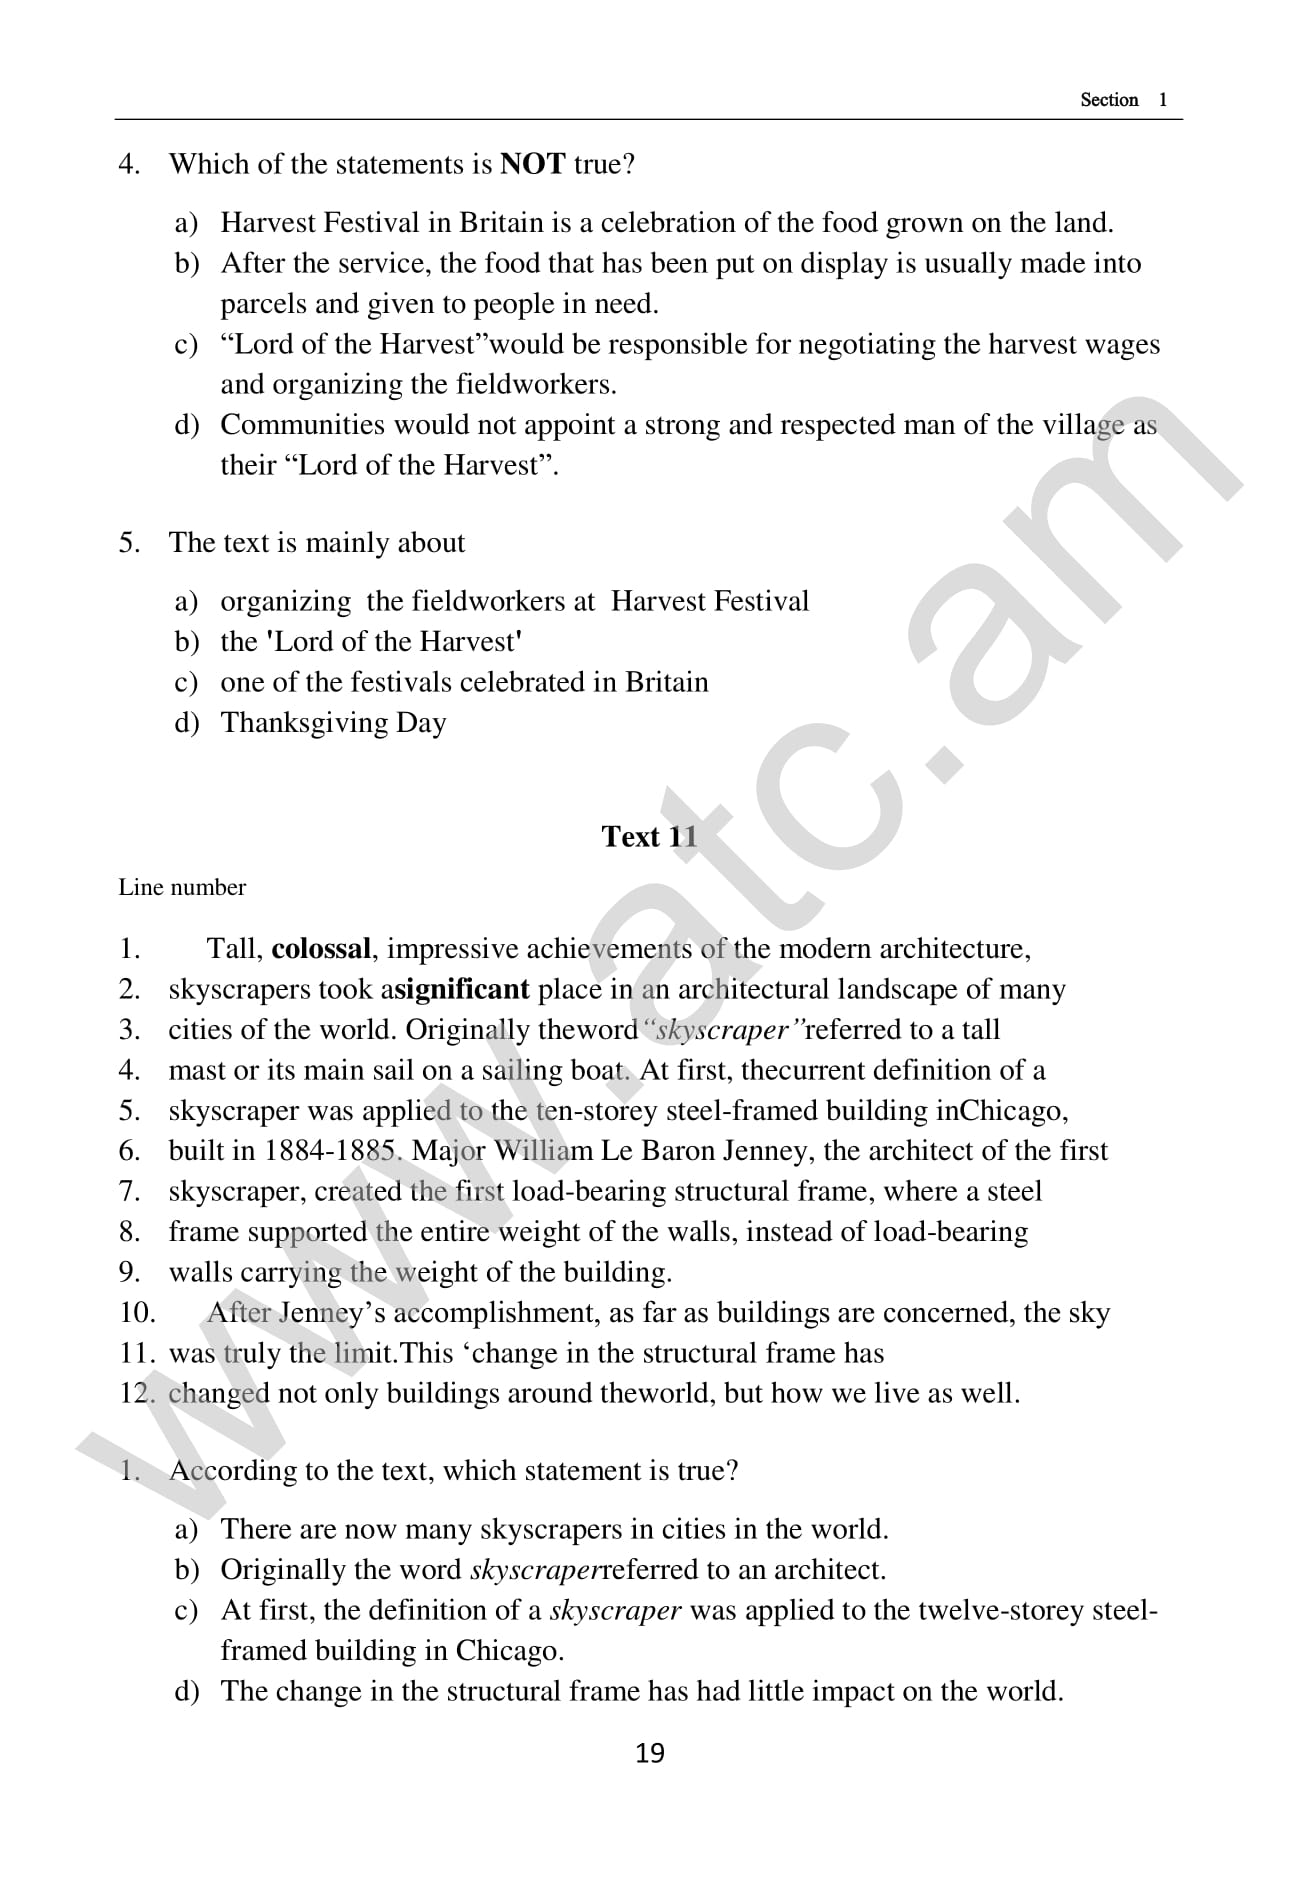 Section 1
4. Which of the statements is NOT true?
a) Harvest Festival in Britain is a celebration of the food grown on the land.
b) After the service, the food that has been put on display is usually made into
parcels and given to people in need.
c) “Lord of the Harvest”would be responsible for negotiating the harvest wages
and organizing the fieldworkers.
d) Communities would not appoint a strong and respected man of the village as
their “Lord of the Harvest”.
5. The text is mainly about
a) organizing the fieldworkers at Harvest Festival
b) the 'Lord of the Harvest'
c) one of the festivals celebrated in Britain
d) Thanksgiving Day
Text 11
Line number
1. Tall, colossal, impressive achievements of the modern architecture,
2. skyscrapers took asignificant place in an architectural landscape of many
3. cities of the world. Originally theword“skyscraper”referred to a tall
4. mast or its main sail on a sailing boat. At first, thecurrent definition of a
5. skyscraper was applied to the ten-storey steel-framed building inChicago,
6. built in 1884-1885. Major William Le Baron Jenney, the architect of the first
7. skyscraper, created the first load-bearing structural frame, where a steel
8. frame supported the entire weight of the walls, instead of load-bearing
9. walls carrying the weight of the building.
10. After Jenney’s accomplishment, as far as buildings are concerned, the sky
11. was truly the limit.This ‘change in the structural frame has
12. changed not only buildings around theworld, but how we live as well.
1. According to the text, which statement is true?
a) There are now many skyscrapers in cities in the world.
b) Originally the word skyscraperreferred to an architect.
c) At first, the definition of a skyscraper was applied to the twelve-storey steel-
framed building in Chicago.
d) The change in the structural frame has had little impact on the world.
19
www.atc.am